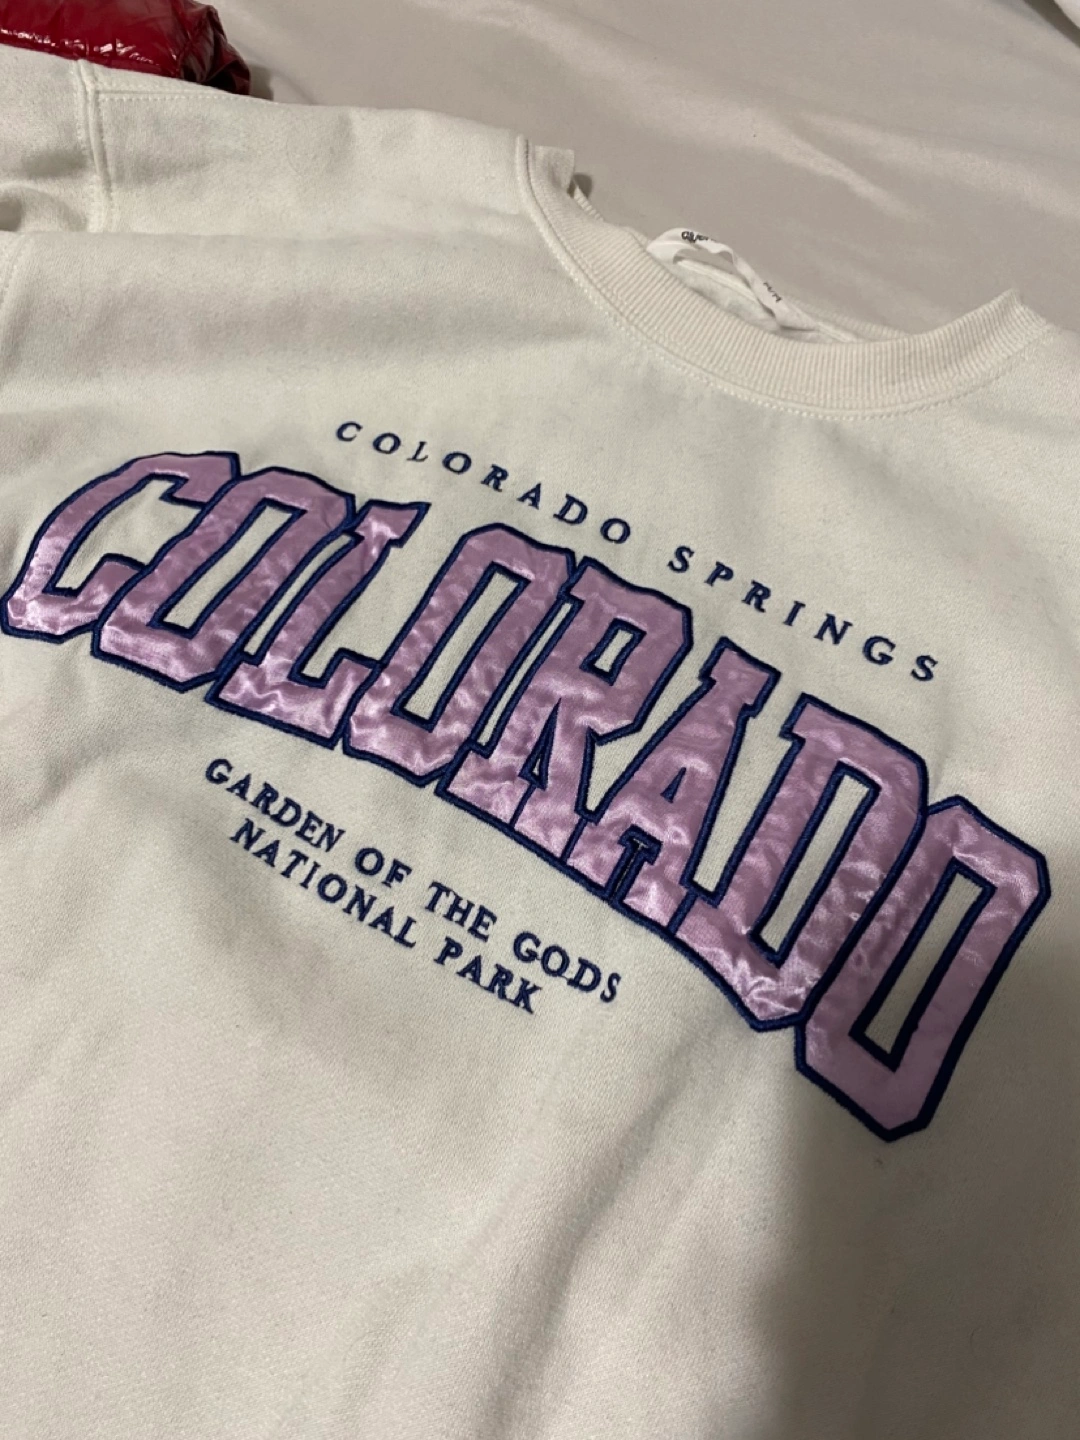 COLORADO SPRINGS
COLORADO
GARDEN OF THE GODS
NATIONAL PARK